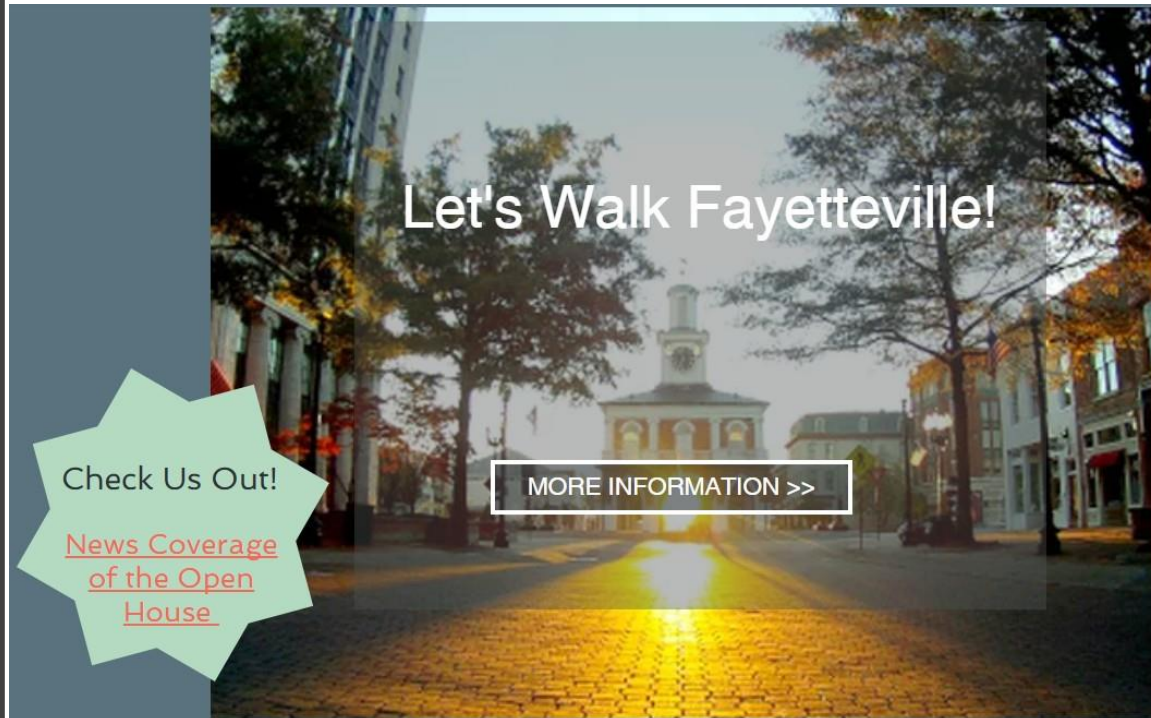 Let's Walk Fayetteville!
MORE INFORMATION >>
Check Us Out!
News Coverage
of the Open
House